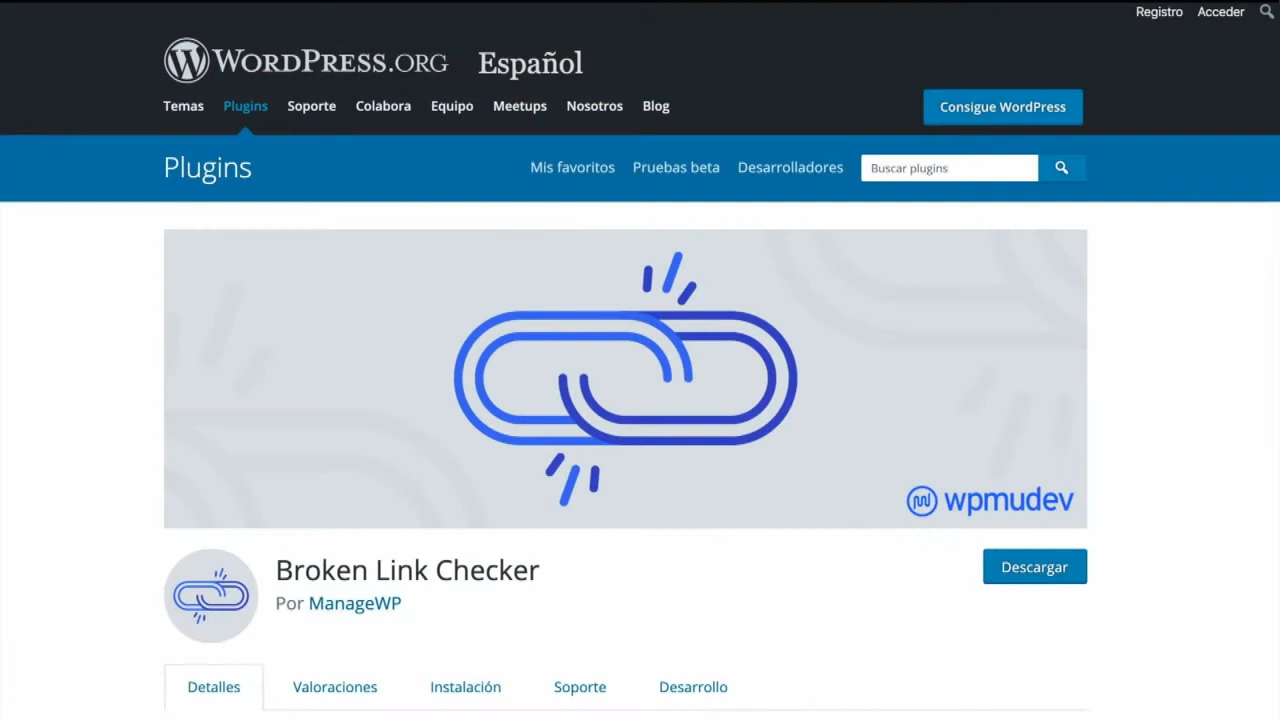 Registro Acceder
WORDPRESS.ORG Español
Temas Plugins Soporte Colabora Equipo Meetups Nosotros Blog
Consigue WordPress
Plugins Mis favoritos Pruebas beta Desarrolladores Buscar plugins
wpmudev
Broken Link Checker
Descargar
Por ManageWP
Detalles Valoraciones Instalación Soporte Desarrollo